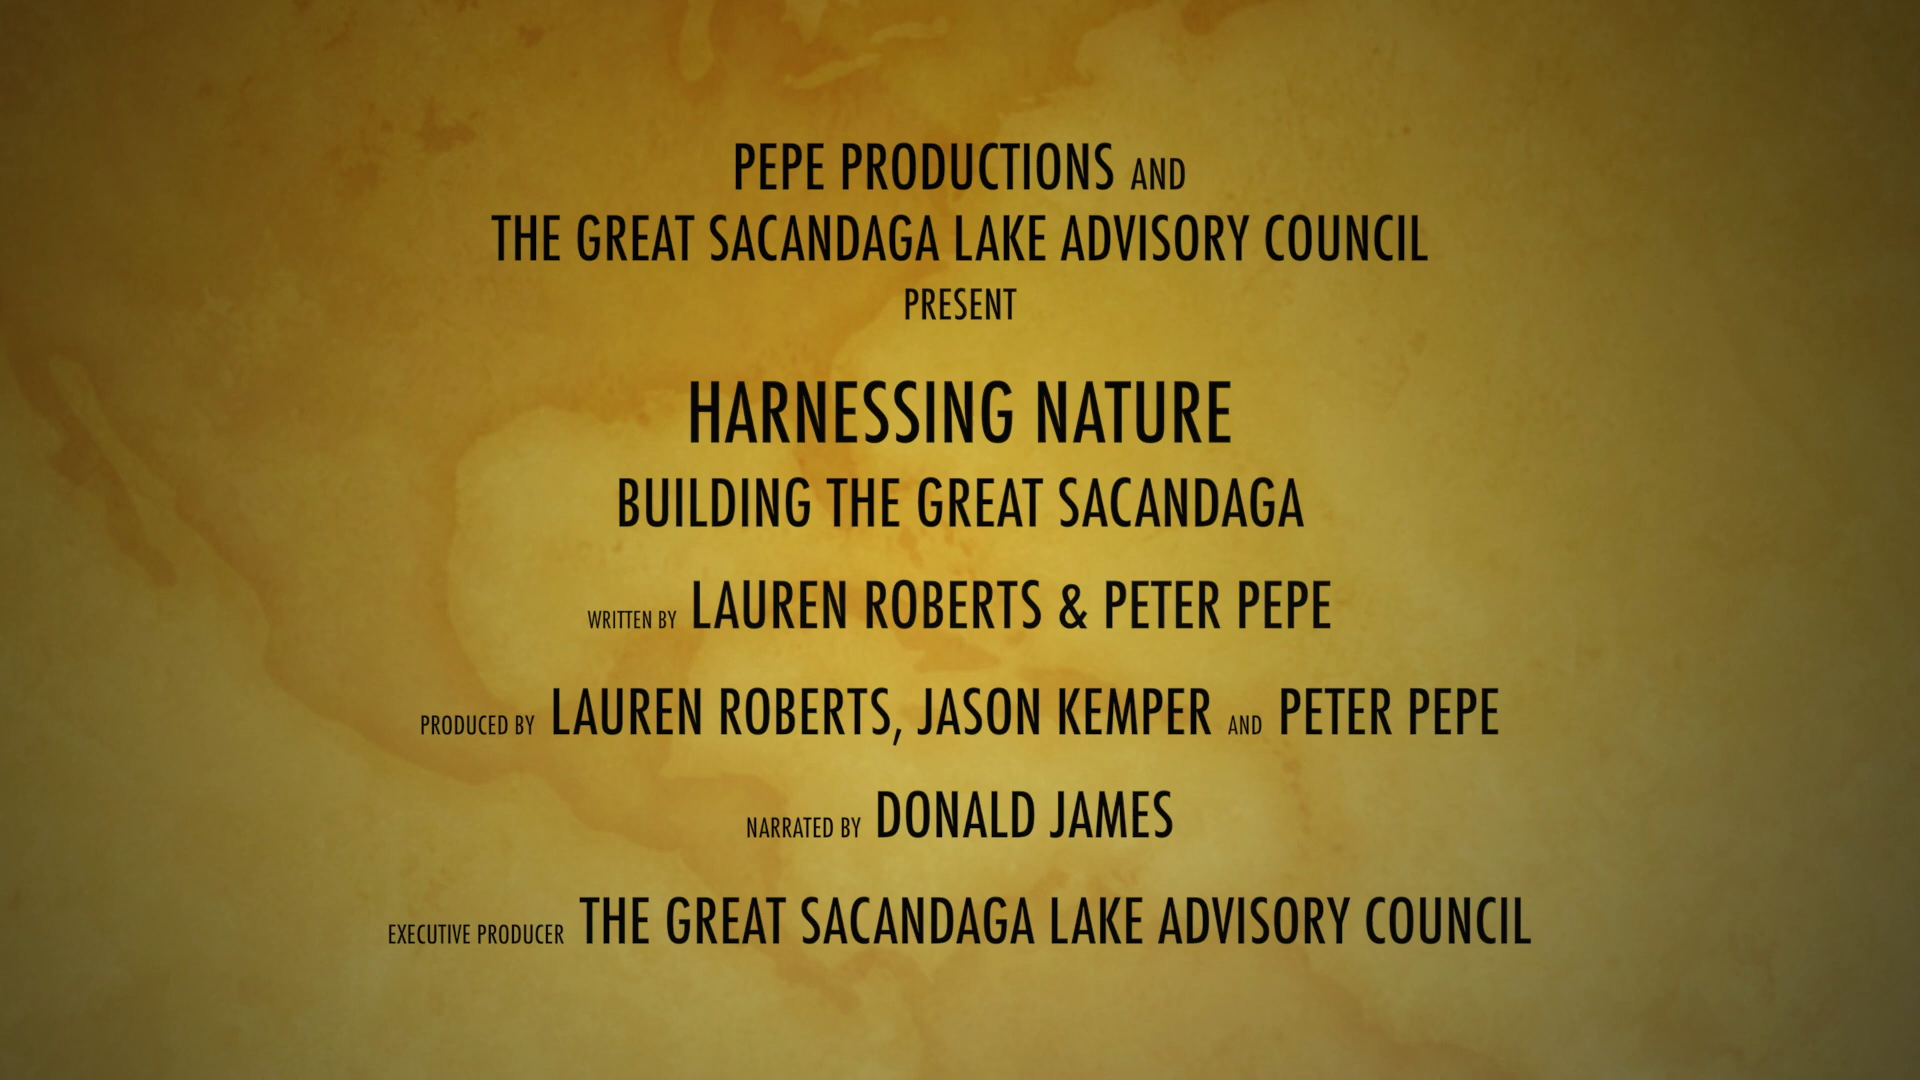 PEPE PRODUCTIONS AND
THE GREAT SACANDAGA LAKE ADVISORY COUNCIL
PRESENT
HARNESSING NATURE
BUILDING THE GREAT SACANDAGA
WRITTEN BY LAUREN ROBERTS & PETER PEPE
PRODUCED BY LAUREN ROBERTS, JASON KEMPER AND PETER PEPE
NARRATED BY DONALD JAMES
EXECUTIVE PRODUCER THE GREAT SACANDAGA LAKE ADVISORY COUNCIL